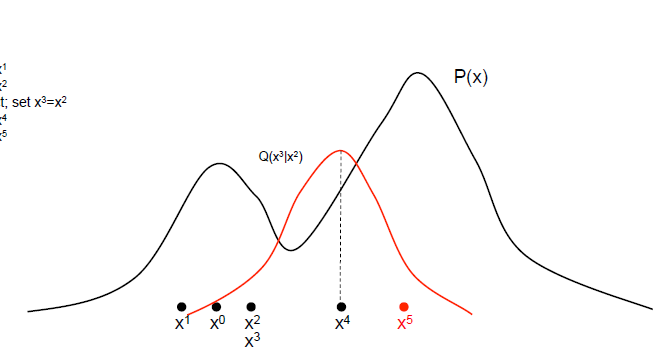 x¹
x²
t; set x³=x²
x⁴
x⁵
P(x)
Q(x³|x²)
x¹ x⁰ x² x⁴ x⁵
x³